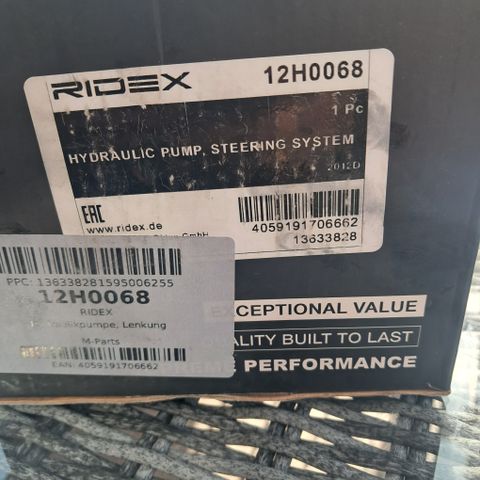 RIDEX 12H0068
1 Pc
HYDRAULIC PUMP, STEERING SYSTEM
2012D
EAC
www.ridex.de
GmbH
4059191706662
13633828
PPC: 136338281595006255
12H0068
RIDEX
Lenkung
M-Parts
EAN: 4059191706662
EXCEPTIONAL VALUE
BUILT TO LAST
PERFORMANCE